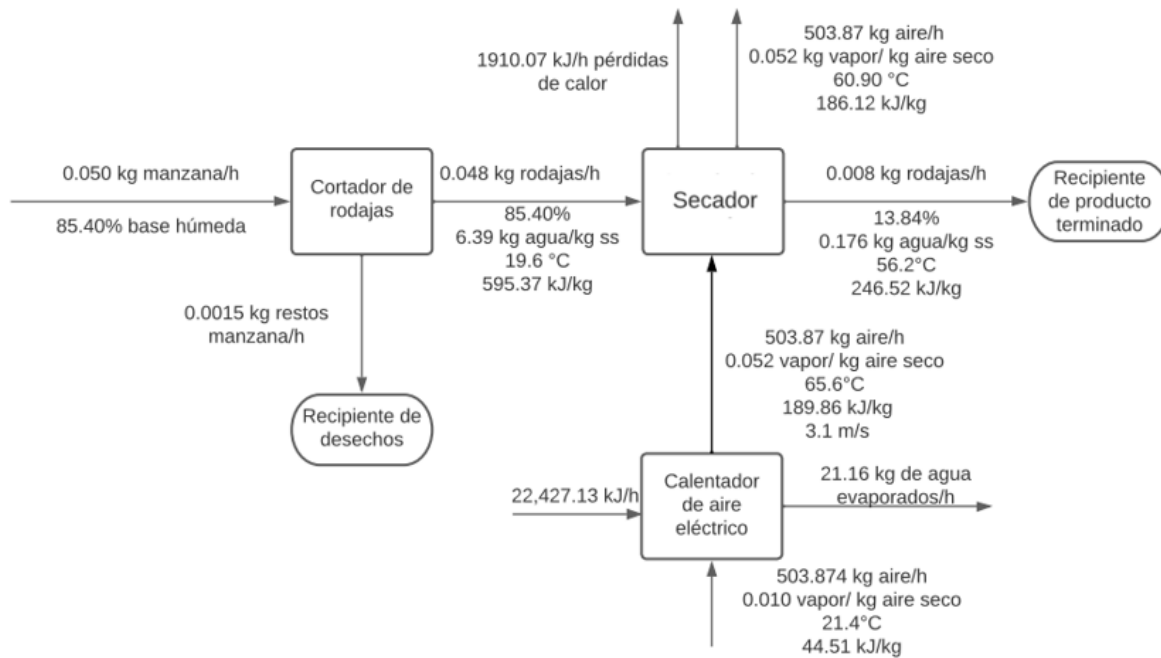 1910.07 kJ/h pérdidas
de calor
503.87 kg aire/h
0.052 kg vapor/ kg aire seco
60.90 °C
186.12 kJ/kg
0.050 kg manzana/h
85.40% base húmeda
Cortador de
rodajas
0.048 kg rodajas/h
85.40%
6.39 kg agua/kg ss
19.6 °C
595.37 kJ/kg
Secador
0.008 kg rodajas/h
13.84%
0.176 kg agua/kg ss
56.2°C
246.52 kJ/kg
Recipiente
de producto
terminado
0.0015 kg restos
manzana/h
Recipiente de
desechos
503.87 kg aire/h
0.052 vapor/ kg aire seco
65.6°C
189.86 kJ/kg
3.1 m/s
22,427.13 kJ/h
Calentador
de aire
eléctrico
21.16 kg de agua
evaporados/h
503.874 kg aire/h
0.010 vapor/ kg aire seco
21.4°C
44.51 kJ/kg